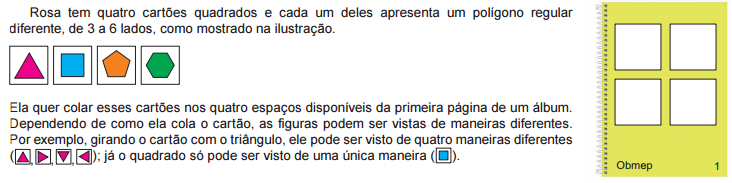 Rosa tem quatro cartões quadrados e cada um deles apresenta um polígono regular
diferente, de 3 a 6 lados, como mostrado na ilustração.
Ela quer colar esses cartões nos quatro espaços disponíveis da primeira página de um álbum.
Dependendo de como ela cola o cartão, as figuras podem ser vistas de maneiras diferentes.
Por exemplo, girando o cartão com o triângulo, ele pode ser visto de quatro maneiras diferentes
( , , , ); já o quadrado só pode ser visto de uma única maneira ( ).
Obmep 1